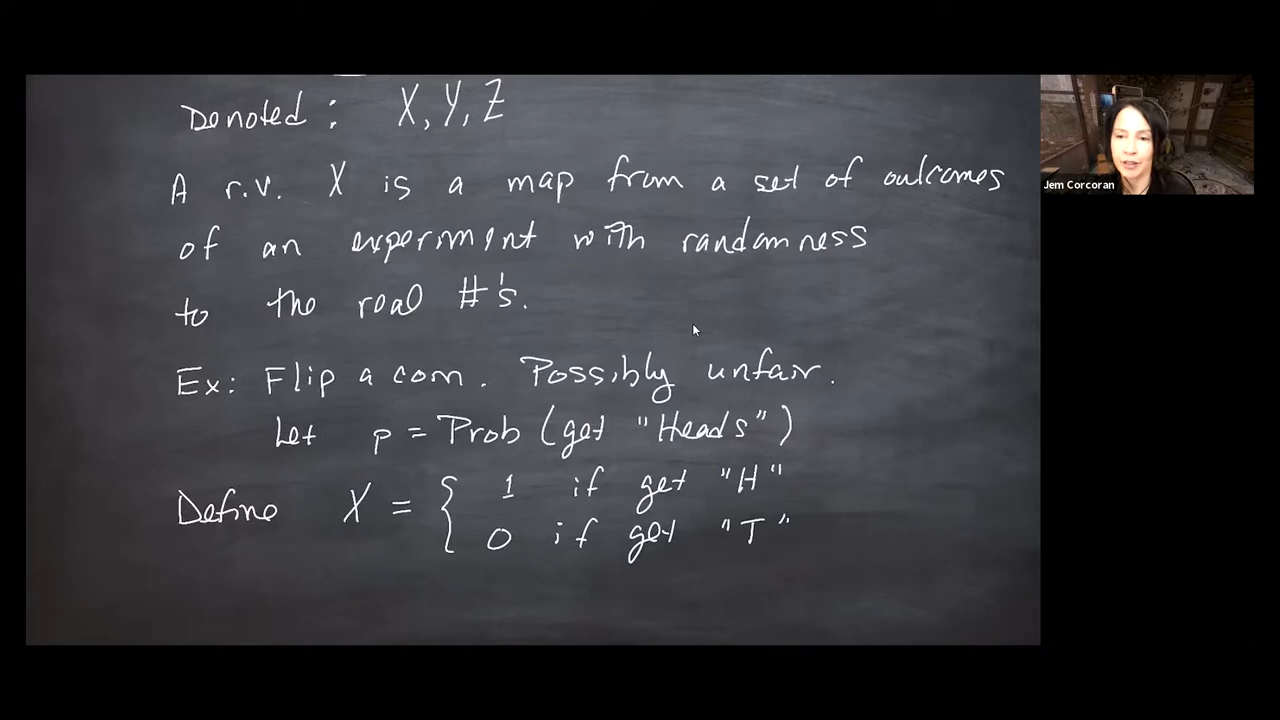 Denoted : X, Y, Z
A r.v. X is a map from a set of outcomes
of an experiment with randomness
to the real #'s.
Ex: Flip a coin. Possibly unfair.
Let p = Prob (get "Heads")
Define X = { 1 if get "H"
0 if get "T"
Jem Corcoran